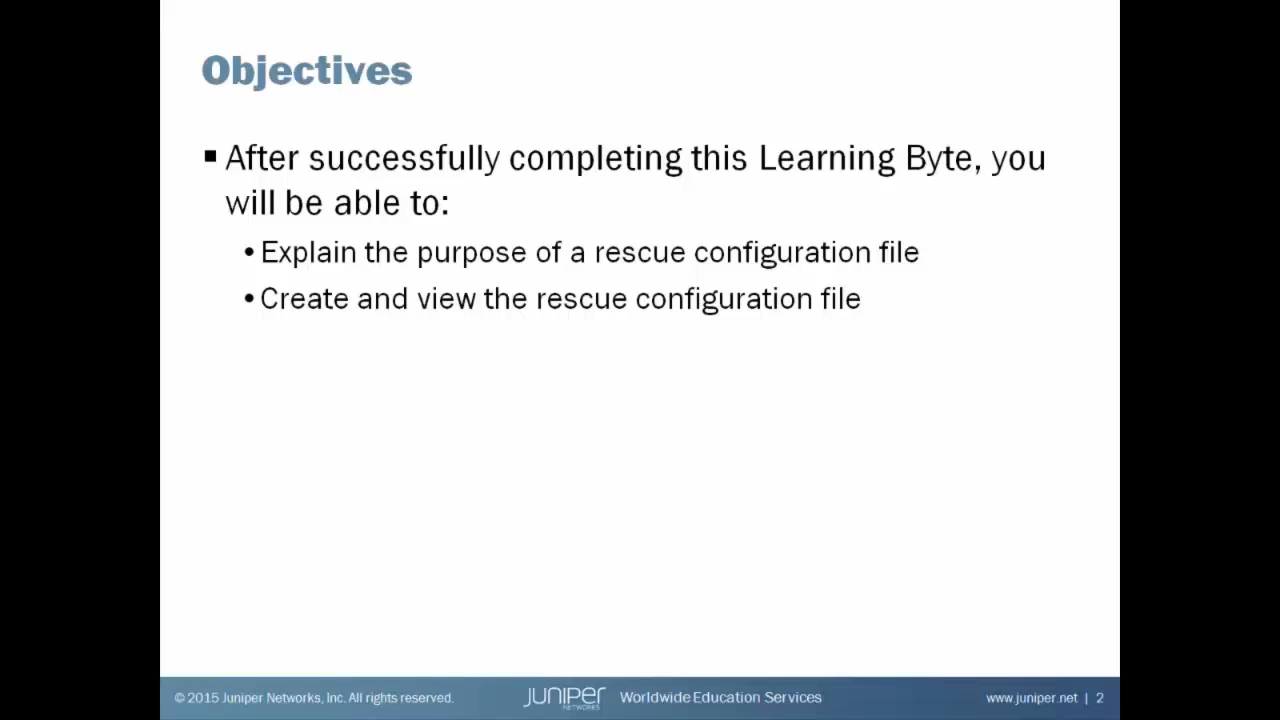 Objectives
▪ After successfully completing this Learning Byte, you
will be able to:
• Explain the purpose of a rescue configuration file
• Create and view the rescue configuration file
© 2015 Juniper Networks, Inc. All rights reserved. JUNIPER NETWORKS Worldwide Education Services www.juniper.net | 2